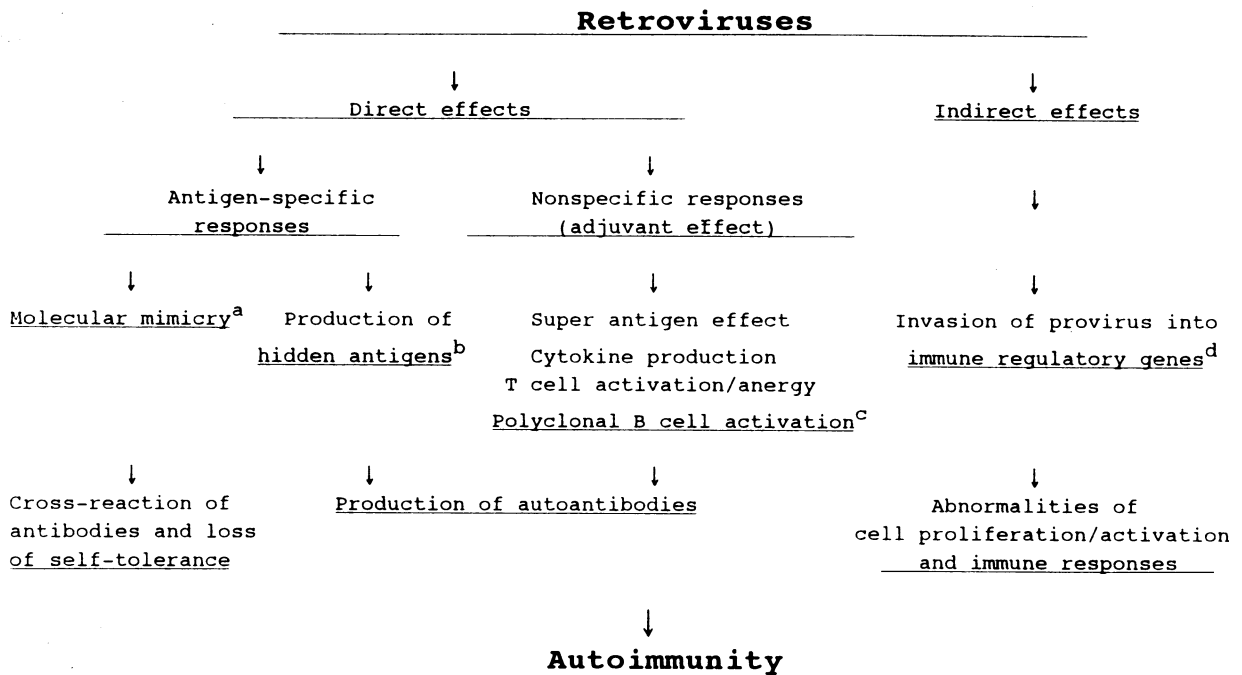 Retroviruses
Direct effects
Indirect effects
Antigen-specific
responses
Nonspecific responses
(adjuvant effect)
Molecular mimicry^a
Production of
hidden antigens^b
Super antigen effect
Cytokine production
T cell activation/anergy
Polyclonal B cell activation^c
Invasion of provirus into
immune regulatory genes^d
Cross-reaction of
antibodies and loss
of self-tolerance
Production of autoantibodies
Abnormalities of
cell proliferation/activation
and immune responses
Autoimmunity